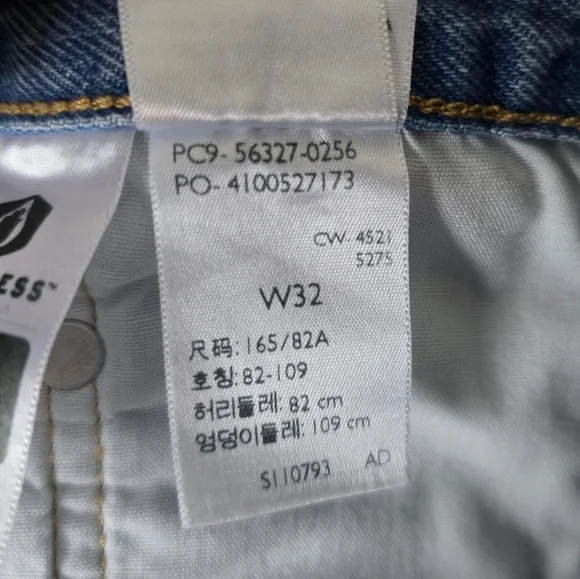 ESS™
PC9- 56327-0256
PO- 4100527173
CW- 4521
5275
W32
尺码: 165/82A
호칭: 82-109
허리둘레: 82 cm
엉덩이둘레: 109 cm
S110793 AD